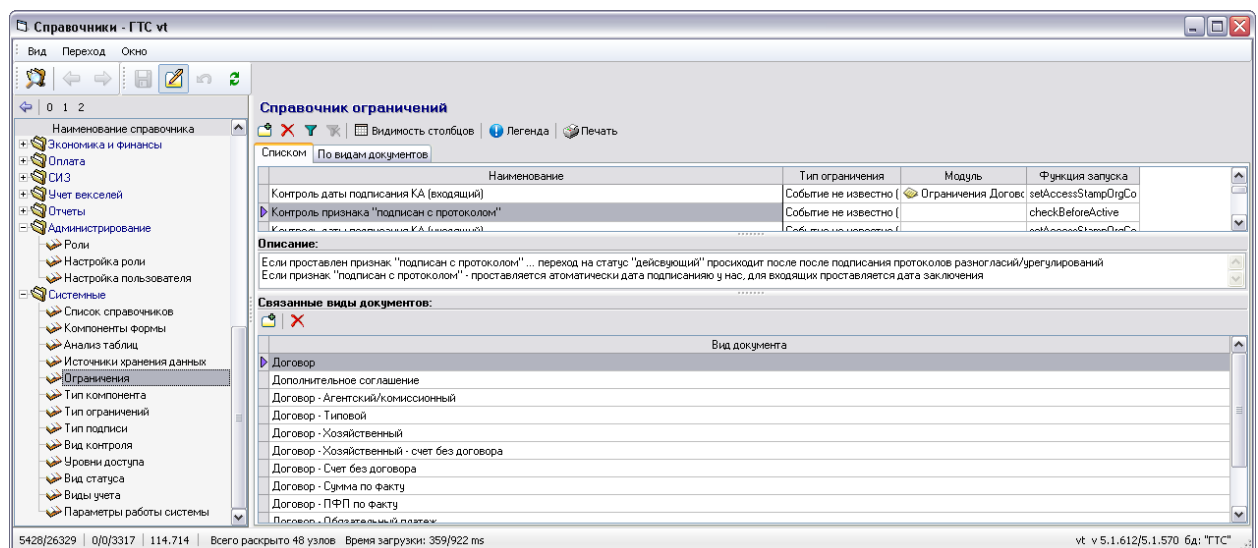 Справочники - ГТС vt
Вид Переход Окно
0 1 2
Наименование справочника
Экономика и финансы
Оплата
СИЗ
Учет векселей
Отчеты
Администрирование
Роли
Настройка роли
Настройка пользователя
Системные
Список справочников
Компоненты формы
Анализ таблиц
Источники хранения данных
Ограничения
Тип компонента
Тип ограничений
Тип подписи
Вид контроля
Уровни доступа
Вид статуса
Виды учета
Параметры работы системы
Справочник ограничений
Видимость столбцов Легенда Печать
Списком По видам документов
Наименование Тип ограничения Модуль Функция запуска
Контроль даты подписания КА (входящий) Событие не известно ( Ограничения Догово setAccessStampOrgCo
Контроль признака "подписан с протоколом" Событие не известно ( checkBeforeActive
Описание:
Если проставлен признак "подписан с протоколом" ... переход на статус "дейсвующий" просиходит после после подписания протоколов разногласий/урегулирований
Если признак "подписан с протоколом" - проставляется атоматически дата подписанияю у нас, для входящих проставляется дата заключения
Связанные виды документов:
Вид документа
Договор
Дополнительное соглашение
Договор - Агентский/комиссионный
Договор - Типовой
Договор - Хозяйственный
Договор - Хозяйственный - счет без договора
Договор - Счет без договора
Договор - Сумма по факту
Договор - ПФП по факту
Договор - Обязательный платеж
5428/26329 0/0/3317 114.714 Всего раскрыто 48 узлов Время загрузки: 359/922 ms vt v 5.1.612/5.1.570 бд: "ГТС"